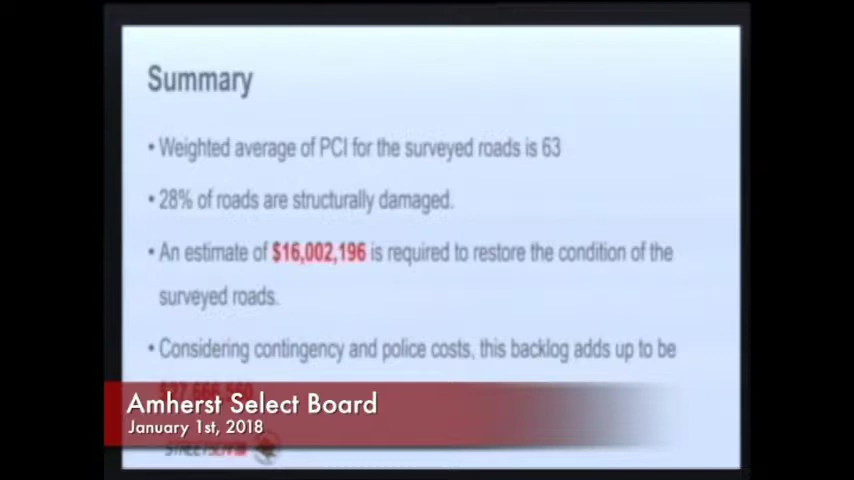 Summary
• Weighted average of PCI for the surveyed roads is 63
• 28% of roads are structurally damaged.
• An estimate of $16,002,196 is required to restore the condition of the
surveyed roads.
• Considering contingency and police costs, this backlog adds up to be
Amherst Select Board
January 1st, 2018